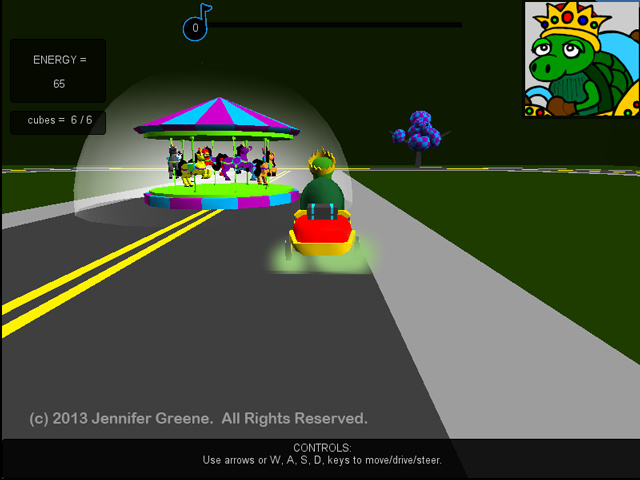 0
ENERGY =
65
cubes =  6 / 6
(c) 2013 Jennifer Greene.  All Rights Reserved.
CONTROLS:
Use arrows or W, A, S, D, keys to move/drive/steer.